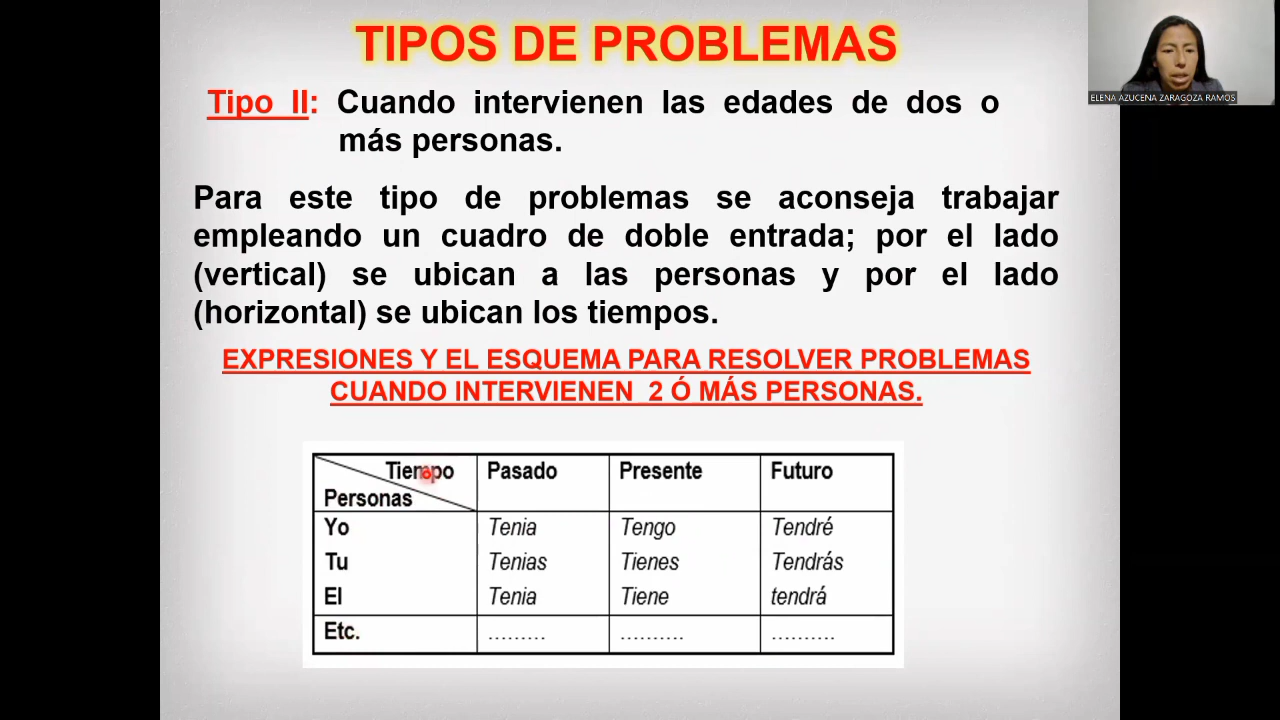 TIPOS DE PROBLEMAS
Tipo II: Cuando intervienen las edades de dos o
más personas.
Para este tipo de problemas se aconseja trabajar
empleando un cuadro de doble entrada; por el lado
(vertical) se ubican a las personas y por el lado
(horizontal) se ubican los tiempos.
EXPRESIONES Y EL ESQUEMA PARA RESOLVER PROBLEMAS
CUANDO INTERVIENEN 2 Ó MÁS PERSONAS.
Tiempo Pasado Presente Futuro
Personas
Yo Tenia Tengo Tendré
Tu Tenias Tienes Tendrás
El Tenia Tiene tendrá
Etc. ......... .......... ..........
ELENA AZUCENA ZARAGOZA RAMOS